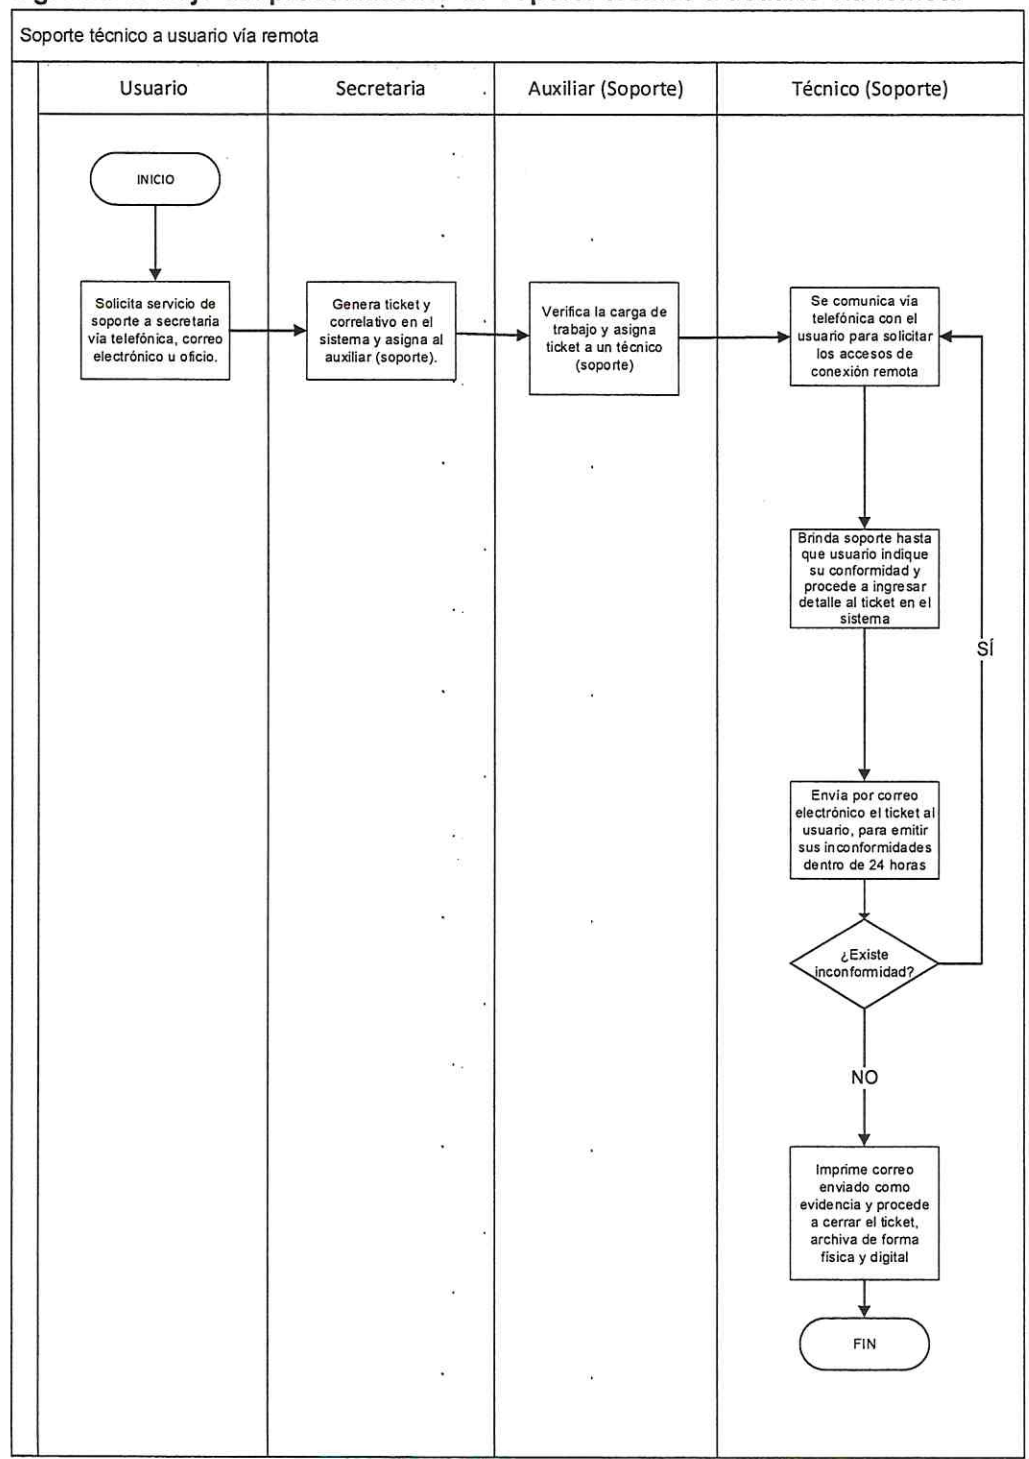 Soporte técnico a usuario vía remota
Usuario
Secretaria
Auxiliar (Soporte)
Técnico (Soporte)
INICIO
Solicita servicio de
soporte a secretaria
vía telefónica, correo
electrónico u oficio.
Genera ticket y
correlativo en el
sistema y asigna al
auxiliar (soporte).
Verifica la carga de
trabajo y asigna
ticket a un técnico
(soporte)
Se comunica vía
telefónica con el
usuario para solicitar
los accesos de
conexión remota
Brinda soporte hasta
que usuario indique
su conformidad y
procede a ingresar
detalle al ticket en el
sistema
SÍ
Envía por correo
electrónico el ticket al
usuario, para emitir
sus inconformidades
dentro de 24 horas
¿Existe
inconformidad?
NO
Imprime correo
enviado como
evidencia y procede
a cerrar el ticket,
archiva de forma
física y digital
FIN